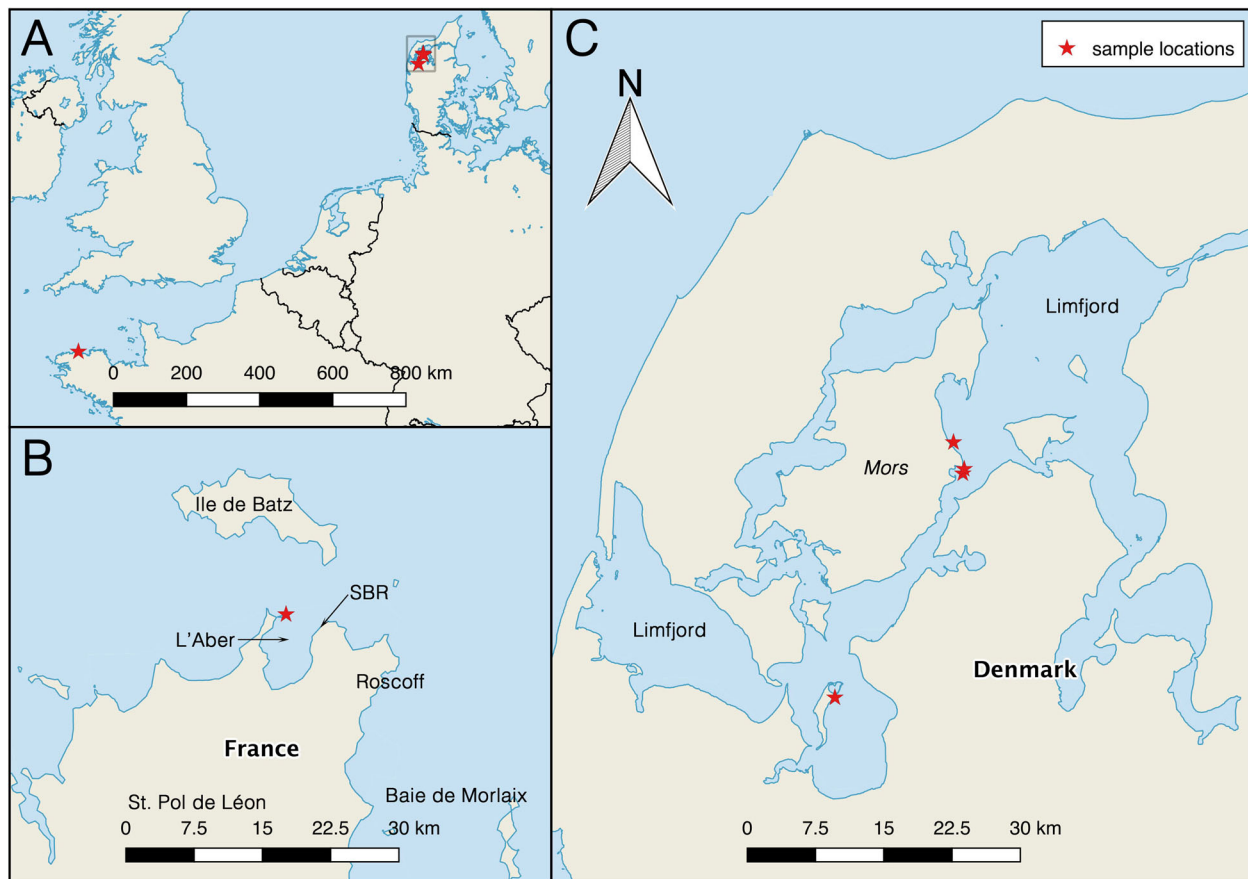 A
0 200 400 600 800 km
B
Ile de Batz
SBR
L'Aber
Roscoff
France
St. Pol de Léon
Baie de Morlaix
0 7.5 15 22.5 30 km
C
sample locations
N
Limfjord
Mors
Limfjord
Denmark
0 7.5 15 22.5 30 km